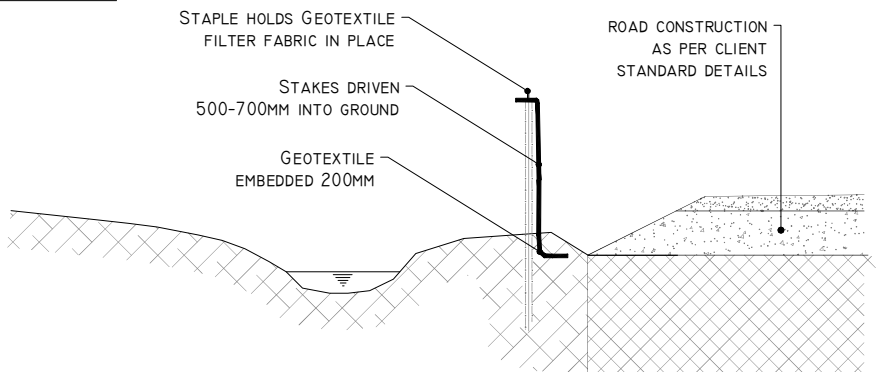 STAPLE HOLDS GEOTEXTILE
FILTER FABRIC IN PLACE
STAKES DRIVEN
500-700MM INTO GROUND
GEOTEXTILE
EMBEDDED 200MM
ROAD CONSTRUCTION
AS PER CLIENT
STANDARD DETAILS